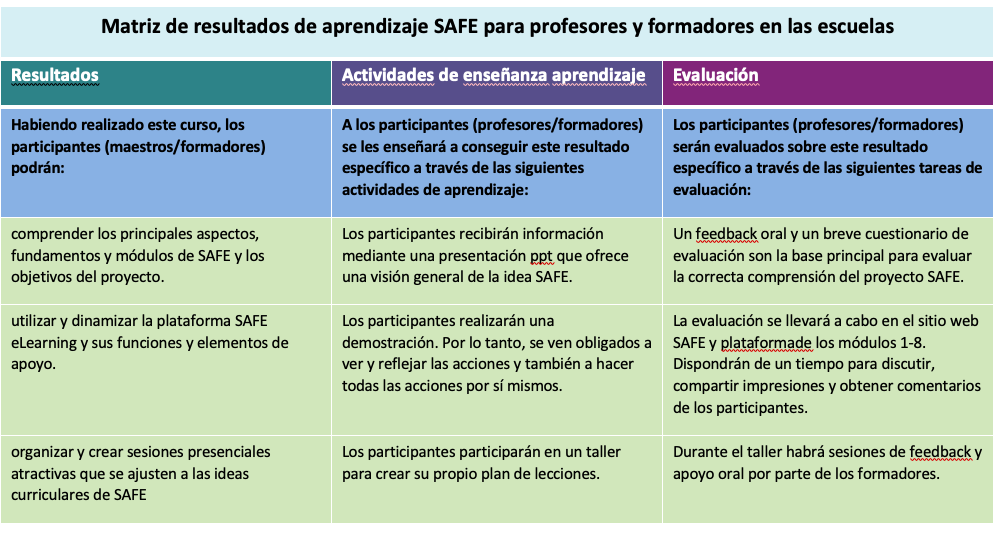 Matriz de resultados de aprendizaje SAFE para profesores y formadores en las escuelas
Resultados
Actividades de enseñanza aprendizaje
Evaluación
Habiendo realizado este curso, los
participantes (maestros/formadores)
podrán:
A los participantes (profesores/formadores)
se les enseñará a conseguir este resultado
específico a través de las siguientes
actividades de aprendizaje:
Los participantes (profesores/formadores)
serán evaluados sobre este resultado
específico a través de las siguientes tareas de
evaluación:
comprender los principales aspectos,
fundamentos y módulos de SAFE y los
objetivos del proyecto.
Los participantes recibirán información
mediante una presentación ppt que ofrece
una visión general de la idea SAFE.
Un feedback oral y un breve cuestionario de
evaluación son la base principal para evaluar
la correcta comprensión del proyecto SAFE.
utilizar y dinamizar la plataforma SAFE
eLearning y sus funciones y elementos de
apoyo.
Los participantes realizarán una
demostración. Por lo tanto, se ven obligados a
ver y reflejar las acciones y también a hacer
todas las acciones por sí mismos.
La evaluación se llevará a cabo en el sitio web
SAFE y plataformade los módulos 1-8.
Dispondrán de un tiempo para discutir,
compartir impresiones y obtener comentarios
de los participantes.
organizar y crear sesiones presenciales
atractivas que se ajusten a las ideas
curriculares de SAFE
Los participantes participarán en un taller
para crear su propio plan de lecciones.
Durante el taller habrá sesiones de feedback y
apoyo oral por parte de los formadores.